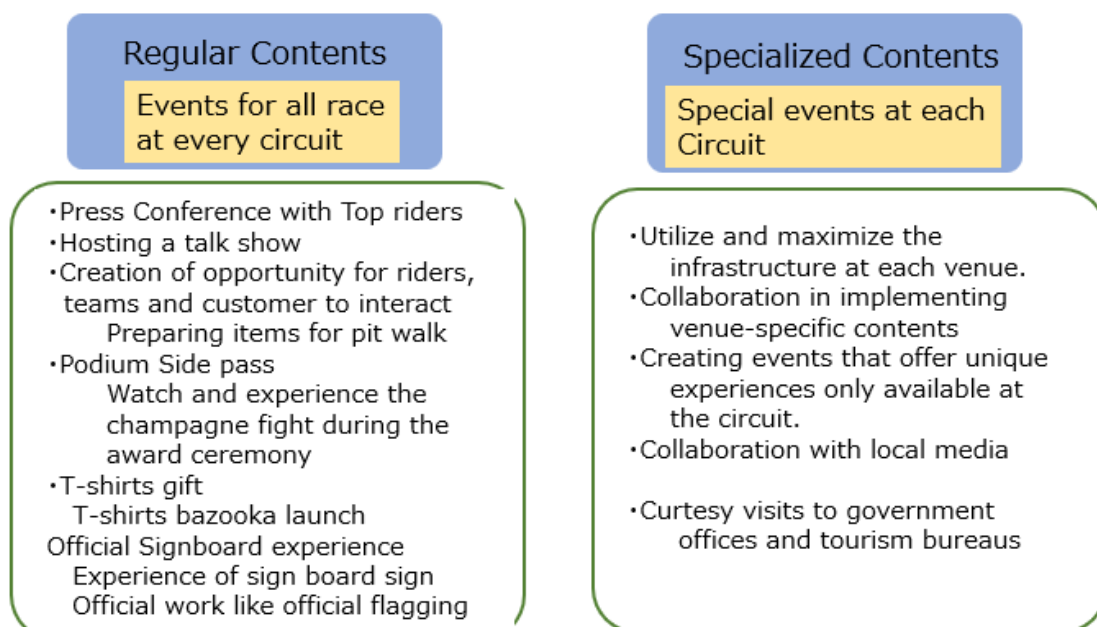 Regular Contents
Events for all race
at every circuit
・Press Conference with Top riders
・Hosting a talk show
・Creation of opportunity for riders,
teams and customer to interact
Preparing items for pit walk
・Podium Side pass
Watch and experience the
champagne fight during the
award ceremony
・T-shirts gift
T-shirts bazooka launch
Official Signboard experience
Experience of sign board sign
Official work like official flagging
Specialized Contents
Special events at each
Circuit
・Utilize and maximize the
infrastructure at each venue.
・Collaboration in implementing
venue-specific contents
・Creating events that offer unique
experiences only available at
the circuit.
・Collaboration with local media
・Curtesy visits to government
offices and tourism bureaus